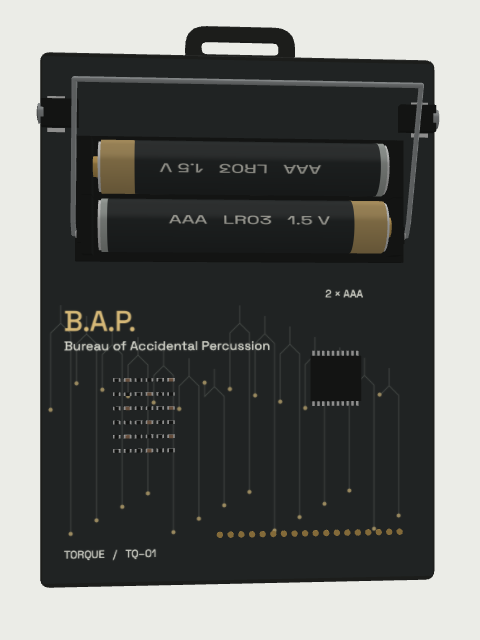 AAA LR03 1.5 V
AAA LR03 1.5 V
2 × AAA
B.A.P.
Bureau of Accidental Percussion
TORQUE / TQ-01